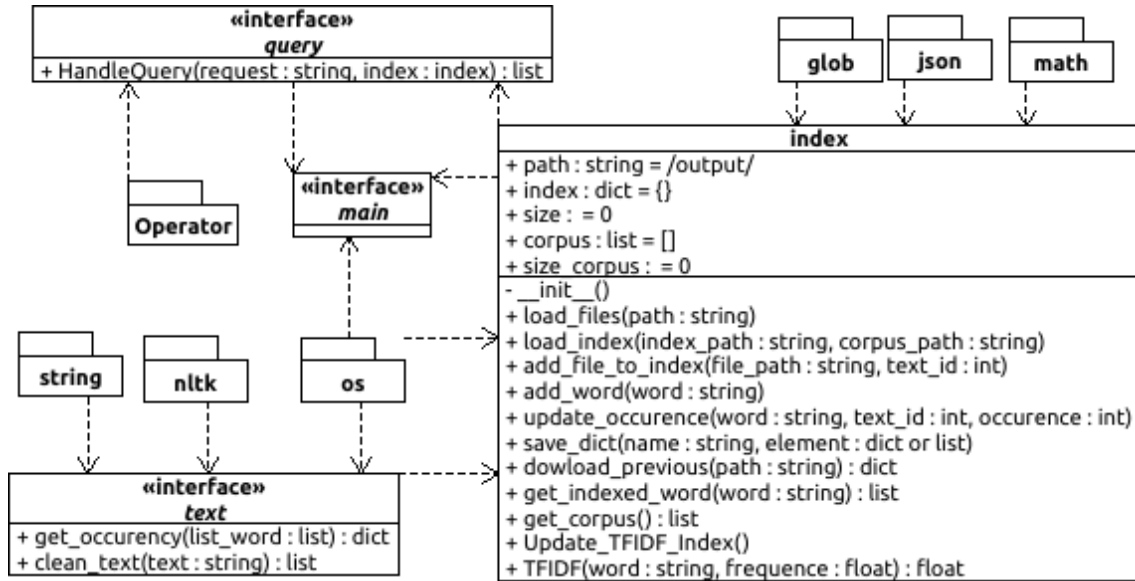 «interface»
query
+ HandleQuery(request : string, index : index) : list
glob
json
math
index
+ path : string = /output/
+ index : dict = {}
+ size : = 0
+ corpus : list = []
+ size_corpus : = 0
- __init__()
+ load_files(path : string)
+ load_index(index_path : string, corpus_path : string)
+ add_file_to_index(file_path : string, text_id : int)
+ add_word(word : string)
+ update_occurence(word : string, text_id : int, occurence : int)
+ save_dict(name : string, element : dict or list)
+ dowload_previous(path : string) : dict
+ get_indexed_word(word : string) : list
+ get_corpus() : list
+ Update_TFIDF_Index()
+ TFIDF(word : string, frequence : float) : float
«interface»
main
Operator
string
nltk
os
«interface»
text
+ get_occurency(list_word : list) : dict
+ clean_text(text : string) : list